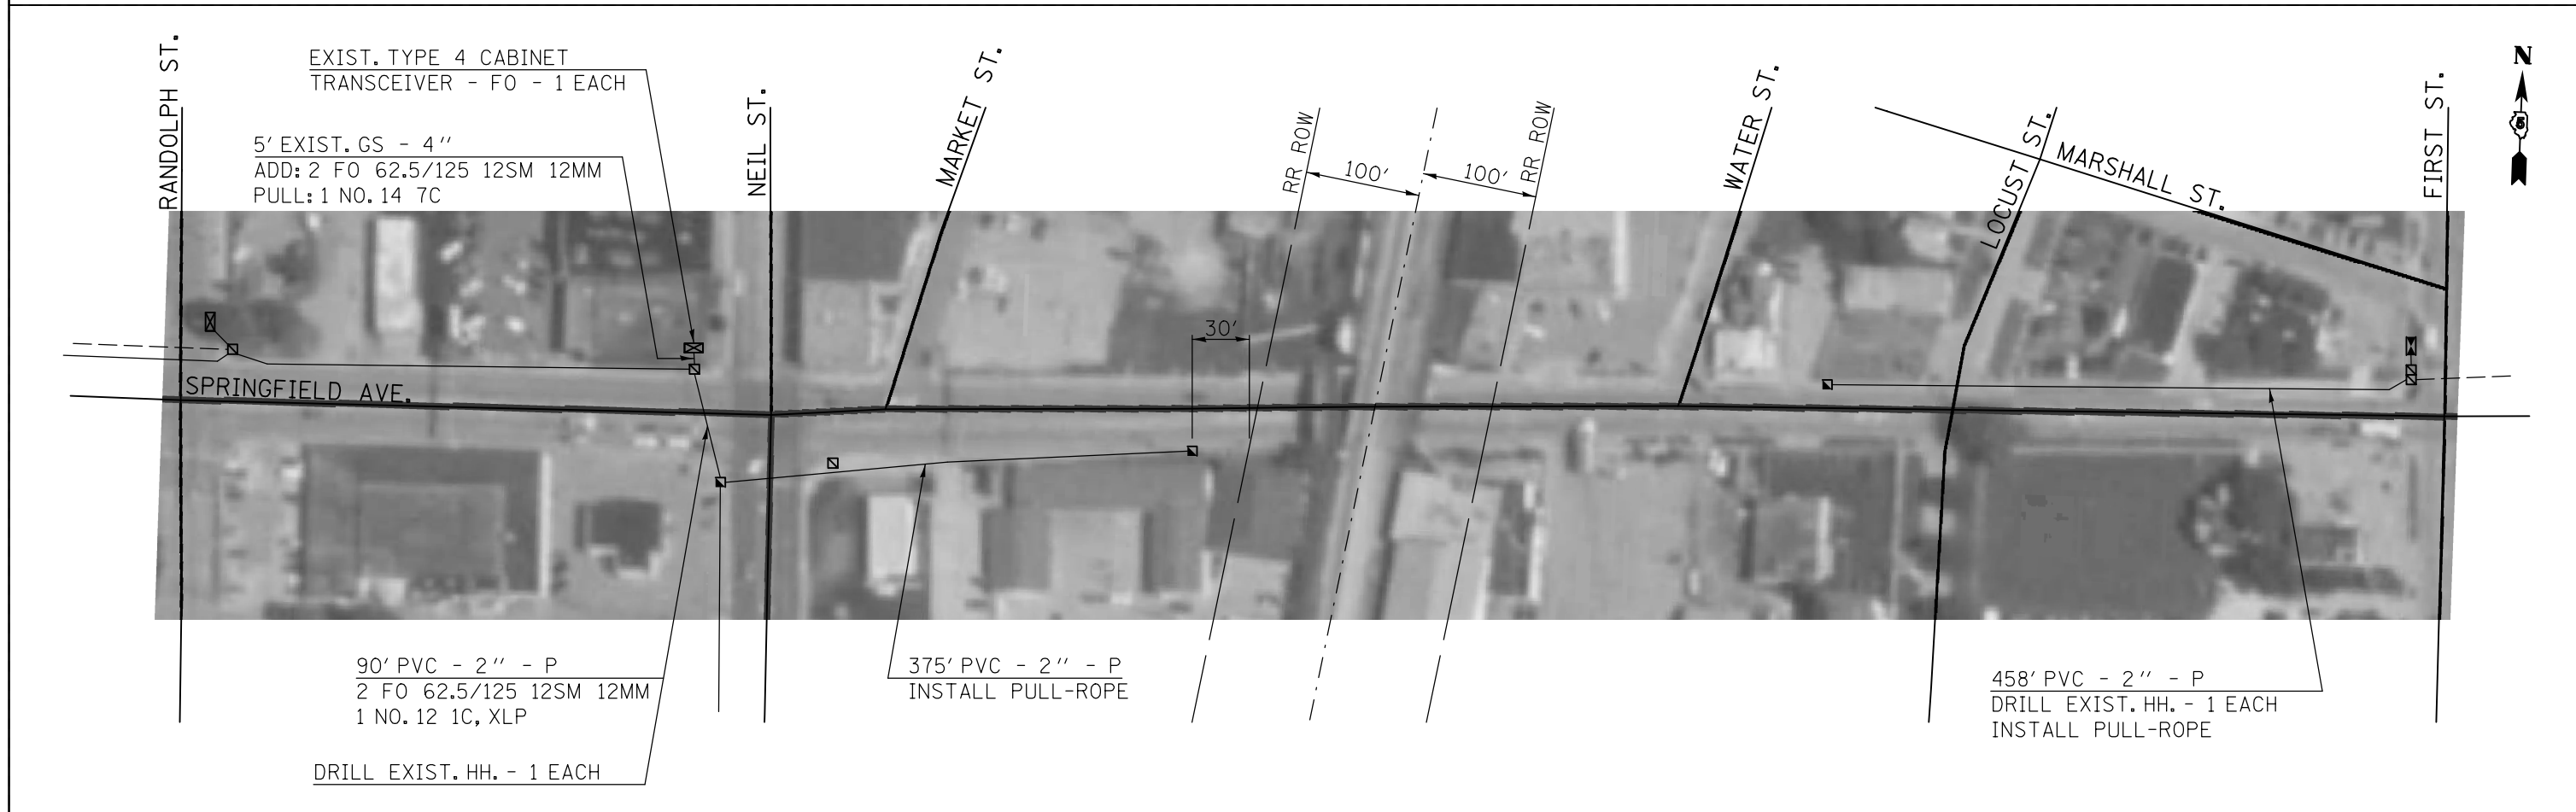 EXIST. TYPE 4 CABINET
TRANSCEIVER - FO - 1 EACH
5' EXIST. GS - 4"
ADD: 2 FO 62.5/125 12SM 12MM
PULL: 1 NO. 14 7C
RANDOLPH ST.
NEIL ST.
MARKET ST.
RR ROW
100'
100'
RR ROW
WATER ST.
LOCUST ST.
MARSHALL ST.
FIRST ST.
N
5
30'
SPRINGFIELD AVE.
90' PVC - 2" - P
2 FO 62.5/125 12SM 12MM
1 NO. 12 1C, XLP
DRILL EXIST. HH. - 1 EACH
375' PVC - 2" - P
INSTALL PULL-ROPE
458' PVC - 2" - P
DRILL EXIST. HH. - 1 EACH
INSTALL PULL-ROPE